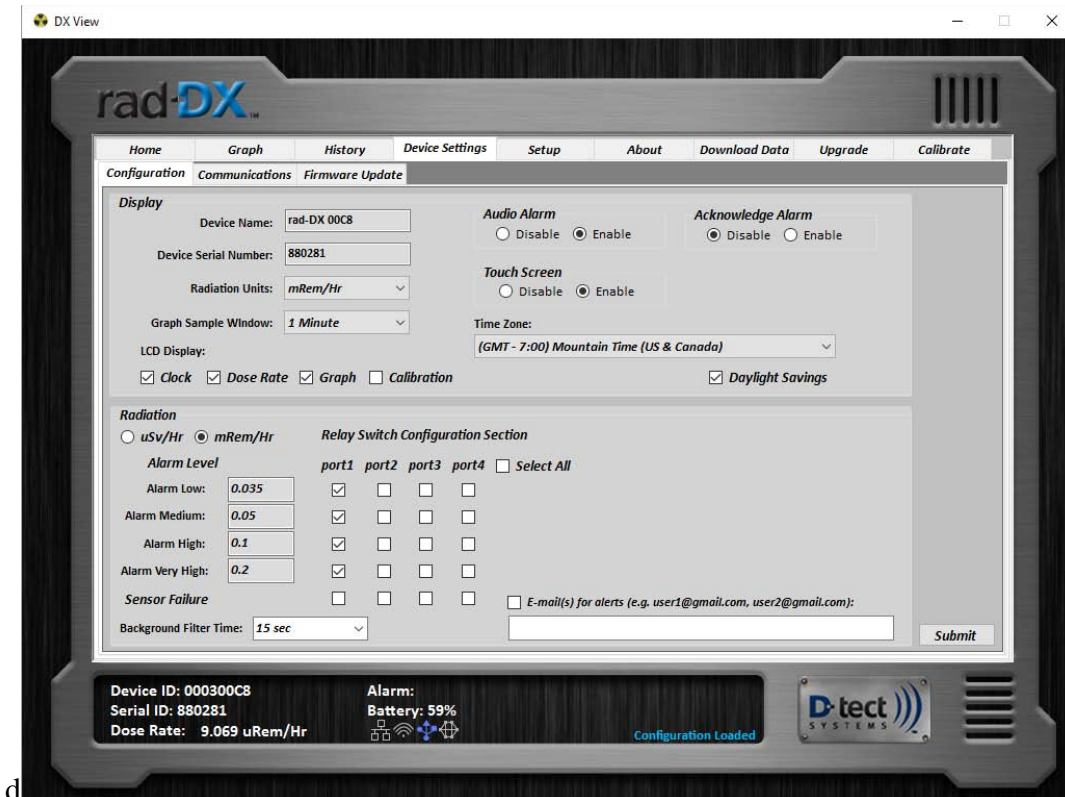 DX View
rad-DX™
Home Graph History Device Settings Setup About Download Data Upgrade Calibrate
Configuration Communications Firmware Update
Display
Device Name: rad-DX 00C8
Device Serial Number: 880281
Radiation Units: mRem/Hr
Graph Sample WIndow: 1 Minute
LCD Display:
Clock Dose Rate Graph Calibration
Audio Alarm
Disable Enable
Acknowledge Alarm
Disable Enable
Touch Screen
Disable Enable
Time Zone:
(GMT - 7:00) Mountain Time (US & Canada)
Daylight Savings
Radiation
uSv/Hr mRem/Hr
Relay Switch Configuration Section
Alarm Level
port1 port2 port3 port4 Select All
Alarm Low: 0.035
Alarm Medium: 0.05
Alarm High: 0.1
Alarm Very High: 0.2
Sensor Failure
Background Filter Time: 15 sec
E-mail(s) for alerts (e.g. user1@gmail.com, user2@gmail.com):
Submit
Device ID: 000300C8
Serial ID: 880281
Dose Rate: 9.069 uRem/Hr
Alarm:
Battery: 59%
Configuration Loaded
D-tect
SYSTEMS
d